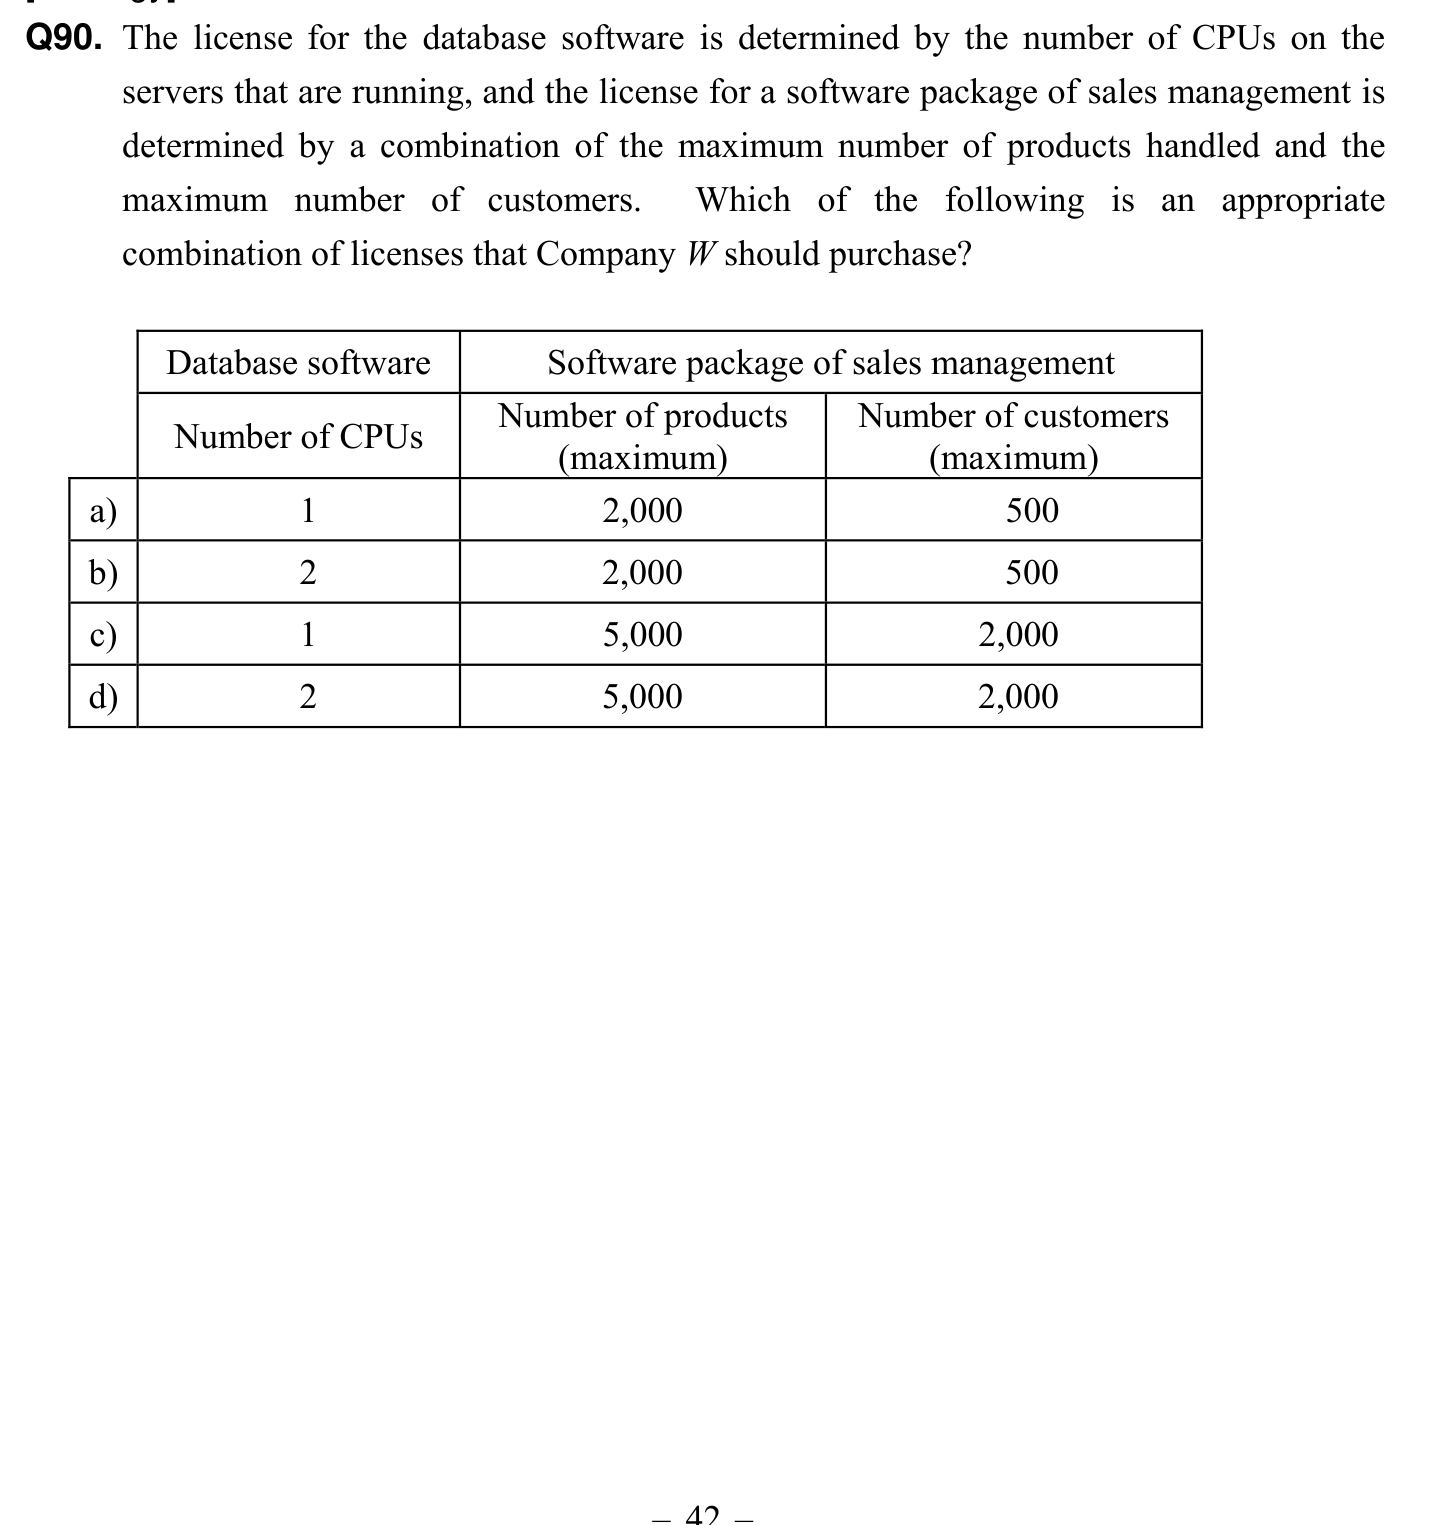 Q90. The license for the database software is determined by the number of CPUs on the
servers that are running, and the license for a software package of sales management is
determined by a combination of the maximum number of products handled and the
maximum number of customers. Which of the following is an appropriate
combination of licenses that Company W should purchase?
Database software Software package of sales management
Number of CPUs Number of products (maximum) Number of customers (maximum)
a) 1 2,000 500
b) 2 2,000 500
c) 1 5,000 2,000
d) 2 5,000 2,000
– 42 –